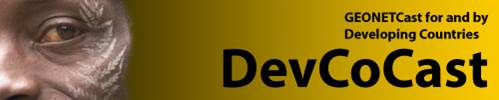 GEONETCast for and by
Developing Countries
DevCoCast